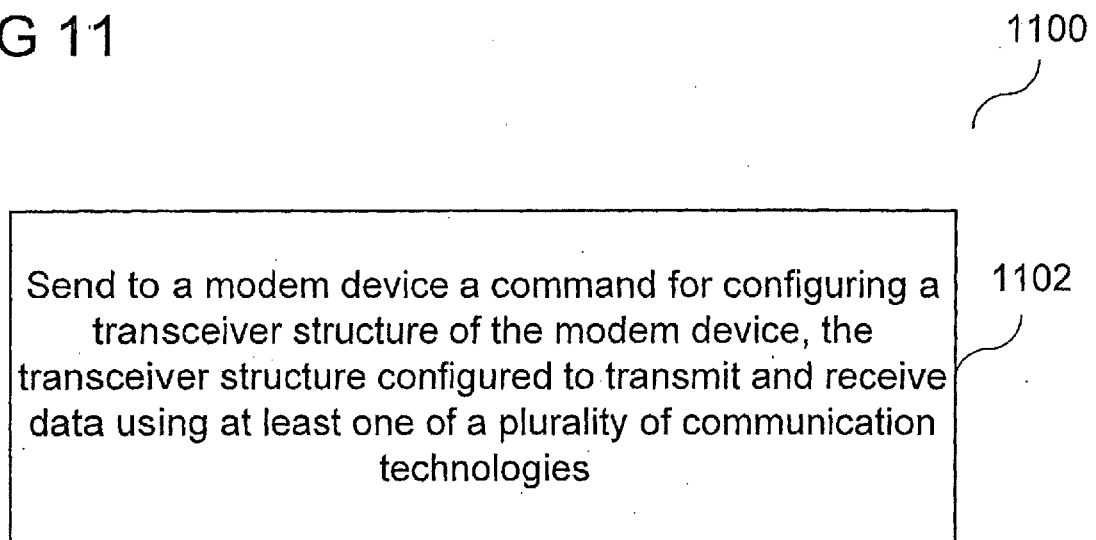 G 11
1100
Send to a modem device a command for configuring a
transceiver structure of the modem device, the
transceiver structure configured to transmit and receive
data using at least one of a plurality of communication
technologies
1102